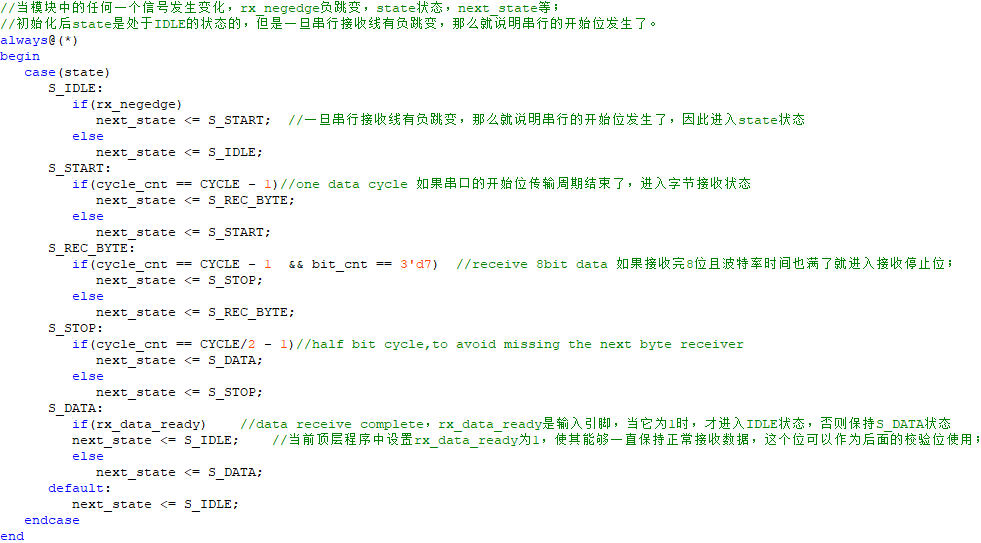 //当模块中的任何一个信号发生变化，rx_negedge负跳变，state状态，next_state等；
//初始化后state是处于IDLE的状态的，但是一旦串行接收线有负跳变，那么就说明串行的开始位发生了。
always@(*)
begin
   case(state)
      S_IDLE:
         if(rx_negedge)
            next_state <= S_START;  //一旦串行接收线有负跳变，那么就说明串行的开始位发生了，因此进入state状态
         else
            next_state <= S_IDLE;
      S_START:
         if(cycle_cnt == CYCLE - 1)//one data cycle 如果串口的开始位传输周期结束了，进入字节接收状态
            next_state <= S_REC_BYTE;
         else
            next_state <= S_START;
      S_REC_BYTE:
         if(cycle_cnt == CYCLE - 1  && bit_cnt == 3'd7)  //receive 8bit data 如果接收完8位且波特率时间也满了就进入接收停止位；
            next_state <= S_STOP;
         else
            next_state <= S_REC_BYTE;
      S_STOP:
         if(cycle_cnt == CYCLE/2 - 1)//half bit cycle,to avoid missing the next byte receiver
            next_state <= S_DATA;
         else
            next_state <= S_STOP;
      S_DATA:
         if(rx_data_ready)    //data receive complete，rx_data_ready是输入引脚，当它为1时，才进入IDLE状态，否则保持S_DATA状态
         next_state <= S_IDLE;    //当前顶层程序中设置rx_data_ready为1，使其能够一直保持正常接收数据，这个位可以作为后面的校验位使用；
         else
            next_state <= S_DATA;
      default:
         next_state <= S_IDLE;
   endcase
end